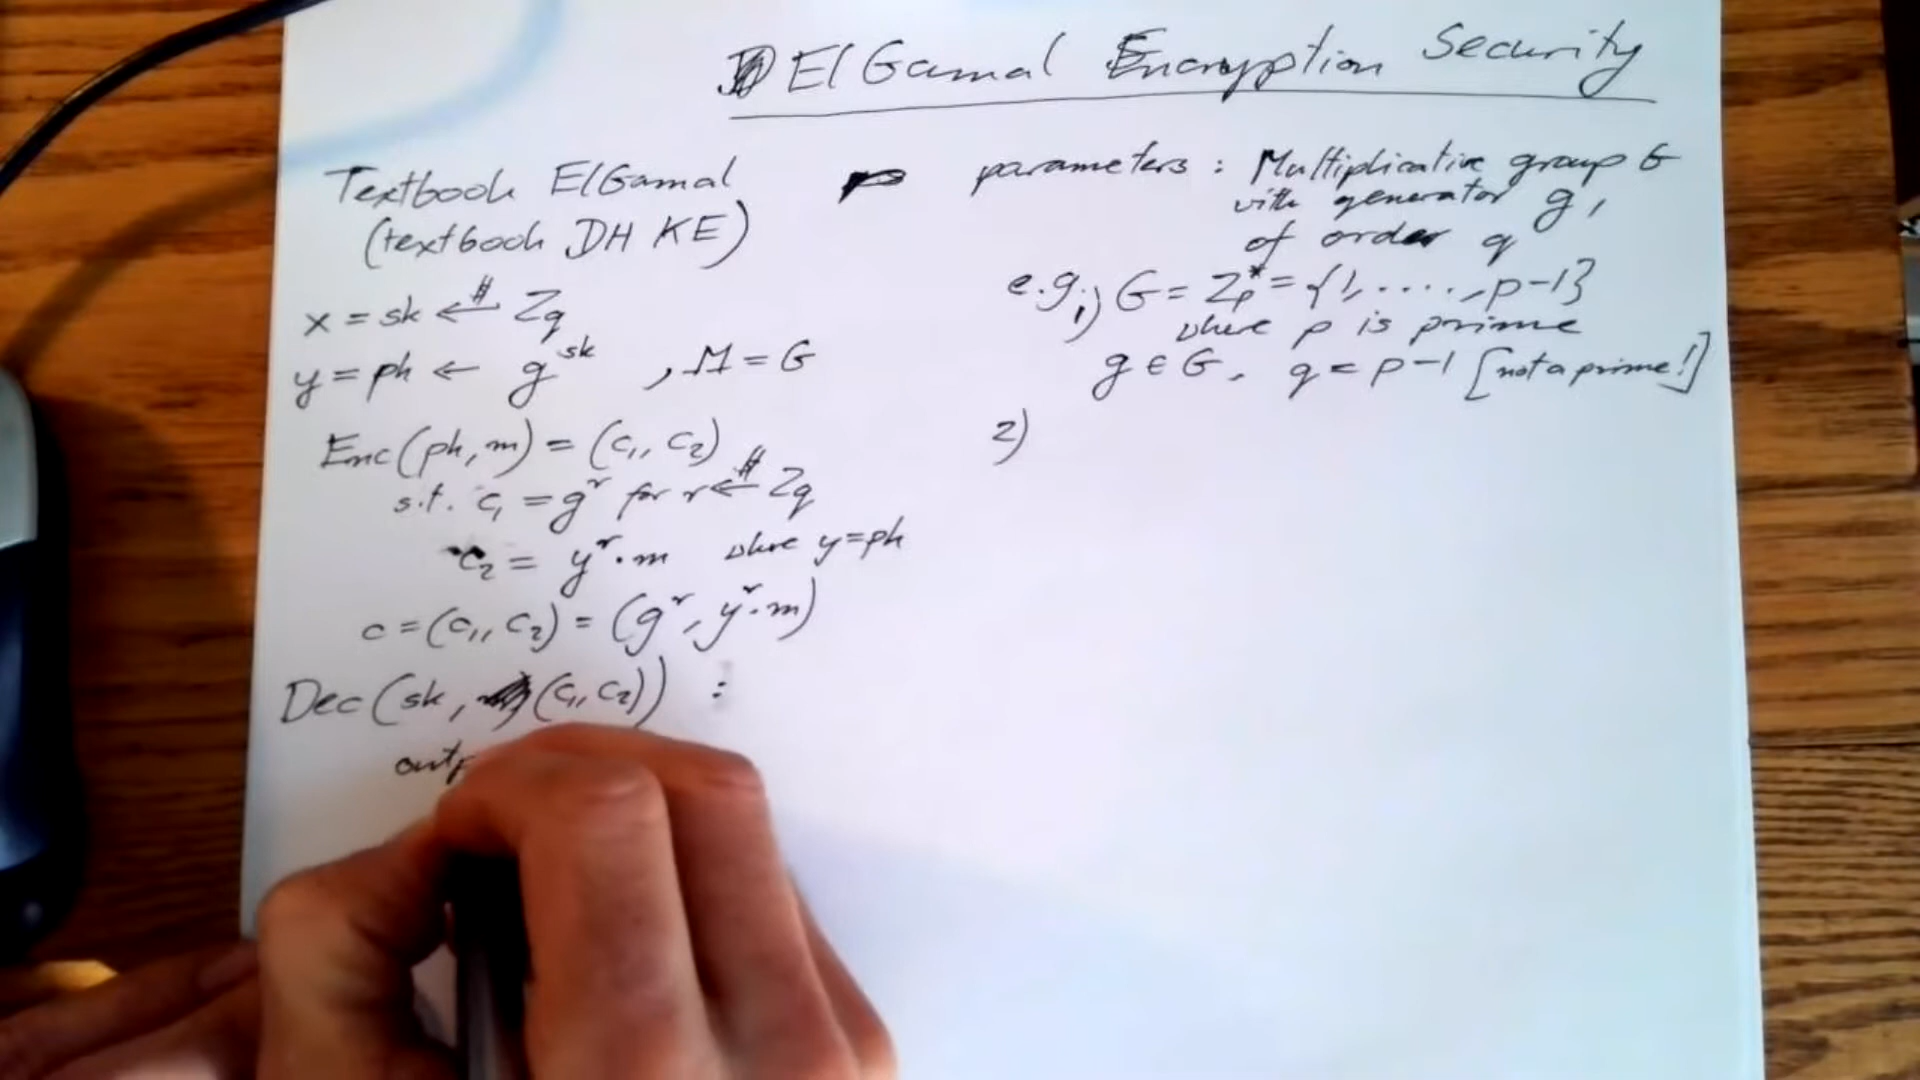 ElGamal Encryption Security
Textbook ElGamal
(textbook DH KE)
x = sk ←$ Zq
y = pk ← g^sk , M = G
Enc(pk, m) = (c₁, c₂)
s.t. c₁ = g^r for r ←$ Zq
c₂ = y^r · m where y = pk
c = (c₁, c₂) = (g^r, y^r · m)
Dec(sk, (c₁, c₂)) :
parameters : Multiplicative group G
with generator g,
of order q
e.g. 1) G = Zp* = {1, ...., p-1}
where p is prime
g ∈ G, q = p-1 [not a prime!]
2)